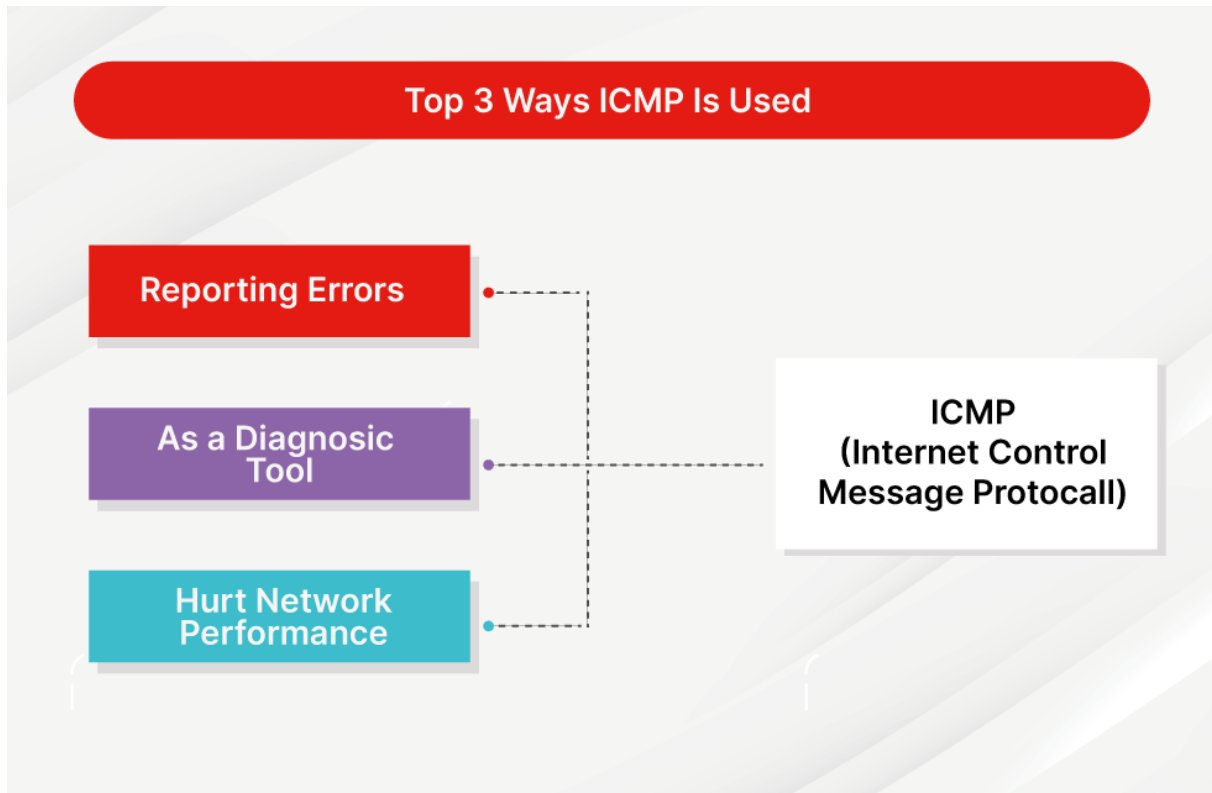 Top 3 Ways ICMP Is Used
Reporting Errors
As a Diagnosic
Tool
Hurt Network
Performance
ICMP
(Internet Control
Message Protocall)